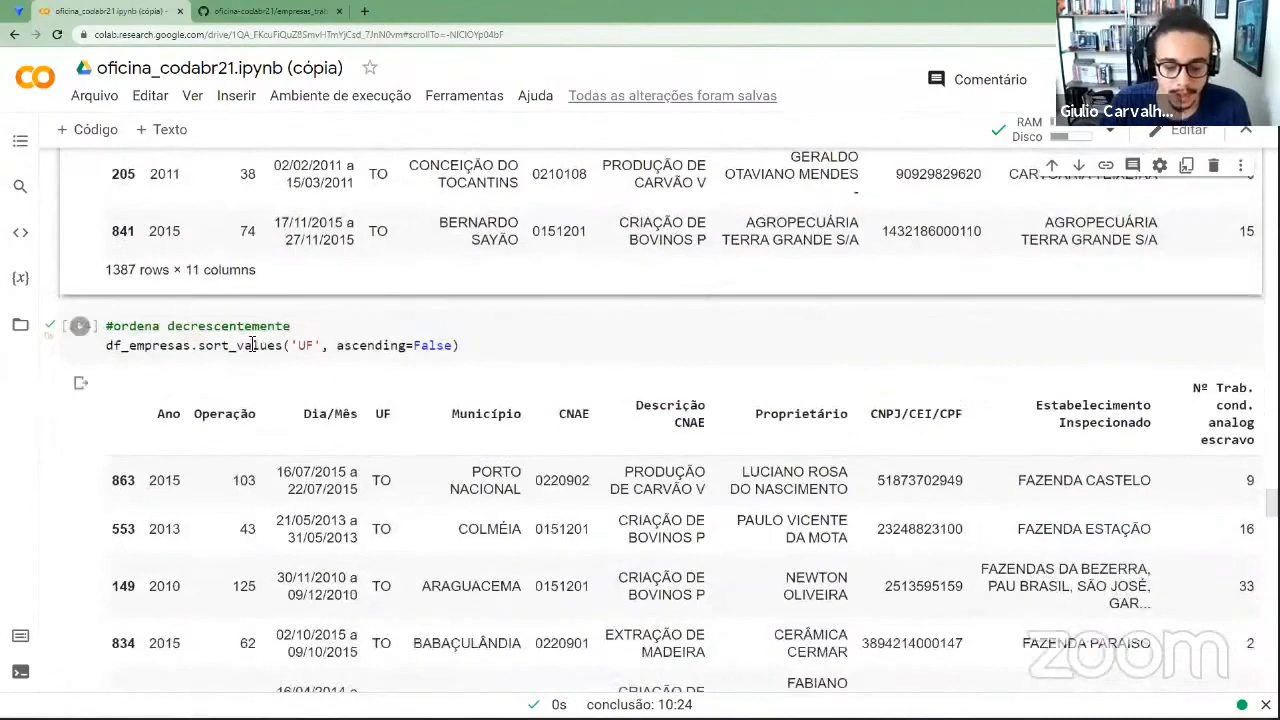 oficina_codabr21.ipynb (cópia) -
oficina-codabr21/empresas_trab
colab.research.google.com/drive/
oficina_codabr21.ipynb (cópia)
Comentário
Giulio Carvalh...
Arquivo Editar Ver Inserir Ambiente de execução Ferramentas Ajuda Todas as alterações foram salvas
+ Código + Texto
RAM
Disco
Editar
205 2011 38 02/02/2011 a 15/03/2011 TO CONCEIÇÃO DO TOCANTINS 0210108 PRODUÇÃO DE CARVÃO V GERALDO OTAVIANO MENDES - 90929829620
841 2015 74 17/11/2015 a 27/11/2015 TO BERNARDO SAYÃO 0151201 CRIAÇÃO DE BOVINOS P AGROPECUÁRIA TERRA GRANDE S/A 1432186000110 AGROPECUÁRIA TERRA GRANDE S/A 15
1387 rows × 11 columns
#ordena decrescentemente
df_empresas.sort_values('UF', ascending=False)
Ano Operação Dia/Mês UF Município CNAE Descrição CNAE Proprietário CNPJ/CEI/CPF Estabelecimento Inspecionado Nº Trab. cond. analog escravo
863 2015 103 16/07/2015 a 22/07/2015 TO PORTO NACIONAL 0220902 PRODUÇÃO DE CARVÃO V LUCIANO ROSA DO NASCIMENTO 51873702949 FAZENDA CASTELO 9
553 2013 43 21/05/2013 a 31/05/2013 TO COLMÉIA 0151201 CRIAÇÃO DE BOVINOS P PAULO VICENTE DA MOTA 23248823100 FAZENDA ESTAÇÃO 16
149 2010 125 30/11/2010 a 09/12/2010 TO ARAGUACEMA 0151201 CRIAÇÃO DE BOVINOS P NEWTON OLIVEIRA 2513595159 FAZENDAS DA BEZERRA, PAU BRASIL, SÃO JOSÉ, GAR... 33
834 2015 62 02/10/2015 a 09/10/2015 TO BABAÇULÂNDIA 0220901 EXTRAÇÃO DE MADEIRA CERÂMICA CERMAR 3894214000147 FAZENDA PARAISO 2
16/04/2014 a CRIAÇÃO DE FABIANO
zoom
0s conclusão: 10:24